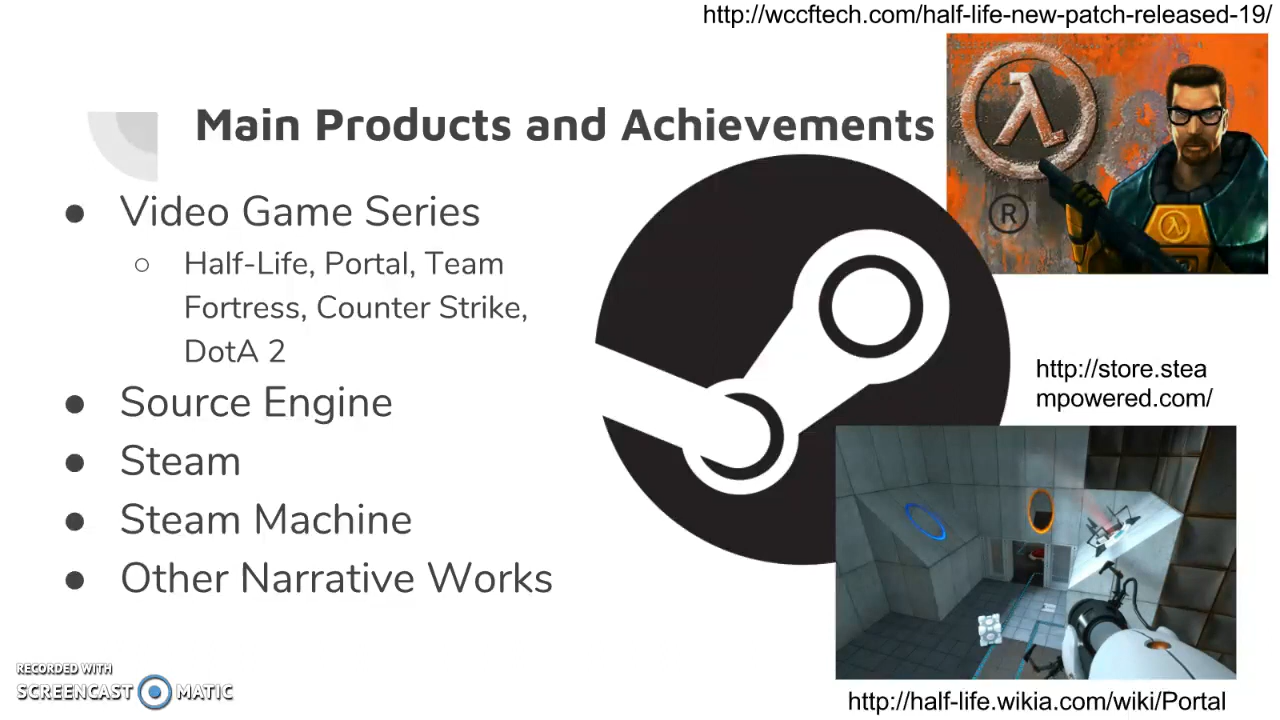 http://wccftech.com/half-life-new-patch-released-19/
Main Products and Achievements
● Video Game Series
○ Half-Life, Portal, Team
Fortress, Counter Strike,
DotA 2
● Source Engine
● Steam
● Steam Machine
● Other Narrative Works
λ
®
http://store.stea
mpowered.com/
http://half-life.wikia.com/wiki/Portal
RECORDED WITH
SCREENCAST MATIC